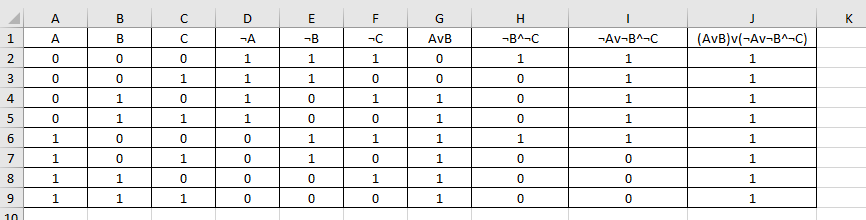 A B C D E F G H I J K
1 A B C ¬A ¬B ¬C AvB ¬B^¬C ¬Av¬B^¬C (AvB)v(¬Av¬B^¬C)
2 0 0 0 1 1 1 0 1 1 1
3 0 0 1 1 1 0 0 0 1 1
4 0 1 0 1 0 1 1 0 1 1
5 0 1 1 1 0 0 1 0 1 1
6 1 0 0 0 1 1 1 1 1 1
7 1 0 1 0 1 0 1 0 0 1
8 1 1 0 0 0 1 1 0 0 1
9 1 1 1 0 0 0 1 0 0 1
10